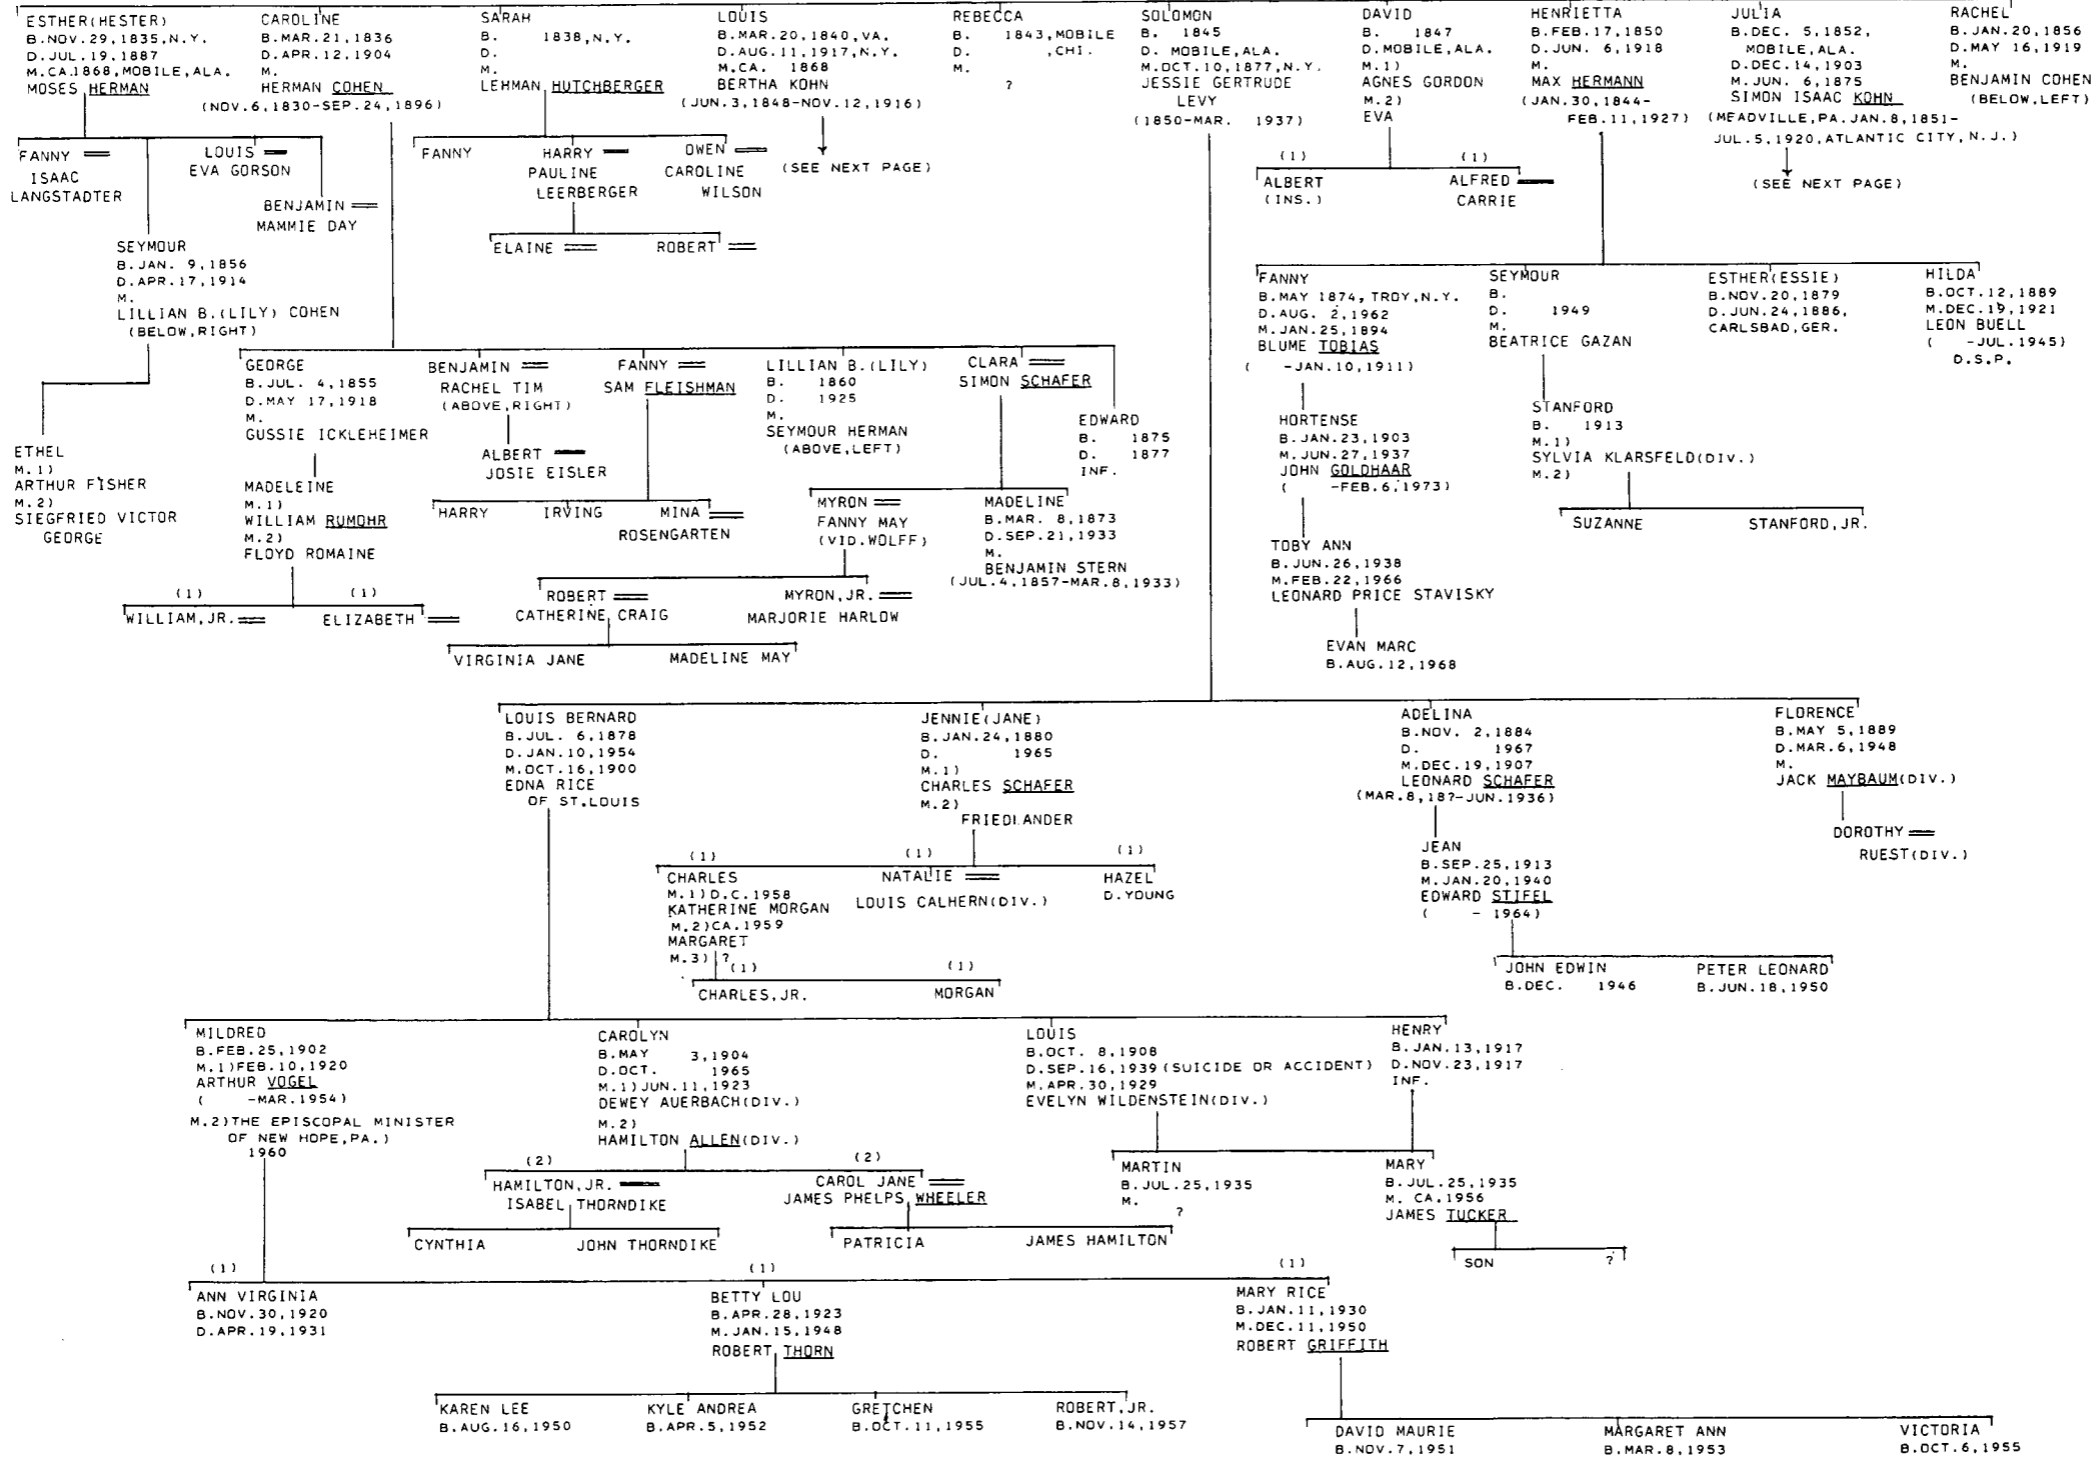 ESTHER(HESTER)
B.NOV.29,1835,N.Y.
D.JUL.19,1887
M.CA.1868,MOBILE,ALA.
MOSES HERMAN
CAROLINE
B.MAR.21,1836
D.APR.12,1904
M.
HERMAN COHEN
(NOV.6,1830-SEP.24,1896)
SARAH
B. 1838,N.Y.
D.
M.
LEHMAN HUTCHBERGER
LOUIS
B.MAR.20,1840,VA.
D.AUG.11,1917,N.Y.
M.CA. 1868
BERTHA KOHN
(JUN.3,1848-NOV.12,1916)
(SEE NEXT PAGE)
REBECCA
B. 1843,MOBILE
D. ,CHI.
M.
?
SOLOMON
B. 1845
D. MOBILE,ALA.
M.OCT.10,1877,N.Y.
JESSIE GERTRUDE
LEVY
(1850-MAR. 1937)
DAVID
B. 1847
D.MOBILE,ALA.
M.1)
AGNES GORDON
M.2)
EVA
HENRIETTA
B.FEB.17,1850
D.JUN. 6,1918
M.
MAX HERMANN
(JAN.30,1844-
FEB.11,1927)
JULIA
B.DEC. 5,1852,
MOBILE,ALA.
D.DEC.14,1903
M.JUN. 6,1875
SIMON ISAAC KOHN
(MEADVILLE,PA.JAN.8,1851-
JUL.5,1920,ATLANTIC CITY,N.J.)
(SEE NEXT PAGE)
RACHEL
B.JAN.20,1856
D.MAY 16,1919
M.
BENJAMIN COHEN
(BELOW,LEFT)
FANNY
ISAAC
LANGSTADTER
LOUIS
EVA GORSON
BENJAMIN
MAMMIE DAY
SEYMOUR
B.JAN. 9,1856
D.APR.17,1914
M.
LILLIAN B.(LILY) COHEN
(BELOW,RIGHT)
FANNY
HARRY
PAULINE
LEERBERGER
OWEN
CAROLINE
WILSON
ELAINE
ROBERT
(1)
ALBERT
(INS.)
(1)
ALFRED
CARRIE
FANNY
B.MAY 1874,TROY,N.Y.
D.AUG. 2,1962
M.JAN.25,1894
BLUME TOBIAS
( -JAN.10,1911)
SEYMOUR
B.
D. 1949
M.
BEATRICE GAZAN
ESTHER(ESSIE)
B.NOV.20,1879
D.JUN.24,1886,
CARLSBAD,GER.
HILDA
B.OCT.12,1889
M.DEC.19,1921
LEON BUELL
( -JUL.1945)
D.S.P.
GEORGE
B.JUL. 4,1855
D.MAY 17,1918
M.
GUSSIE ICKLEHEIMER
BENJAMIN
RACHEL TIM
(ABOVE,RIGHT)
ALBERT
JOSIE EISLER
FANNY
SAM FLEISHMAN
LILLIAN B.(LILY)
B. 1860
D. 1925
M.
SEYMOUR HERMAN
(ABOVE,LEFT)
CLARA
SIMON SCHAFER
EDWARD
B. 1875
D. 1877
INF.
ETHEL
M.1)
ARTHUR FISHER
M.2)
SIEGFRIED VICTOR
GEORGE
MADELEINE
M.1)
WILLIAM RUMOHR
M.2)
FLOYD ROMAINE
(1)
WILLIAM,JR.
(1)
ELIZABETH
HARRY
IRVING
MINA
ROSENGARTEN
MYRON
FANNY MAY
(VID.WOLFF)
MADELINE
B.MAR. 8,1873
D.SEP.21,1933
M.
BENJAMIN STERN
(JUL.4,1857-MAR.8,1933)
ROBERT
CATHERINE CRAIG
MYRON,JR.
MARJORIE HARLOW
VIRGINIA JANE
MADELINE MAY
HORTENSE
B.JAN.23,1903
M.JUN.27,1937
JOHN GOLDHAAR
( -FEB.6,1973)
TOBY ANN
B.JUN.26,1938
M.FEB.22,1966
LEONARD PRICE STAVISKY
EVAN MARC
B.AUG.12,1968
STANFORD
B. 1913
M.1)
SYLVIA KLARSFELD(DIV.)
M.2)
SUZANNE
STANFORD,JR.
LOUIS BERNARD
B.JUL. 6,1878
D.JAN.10,1954
M.OCT.16,1900
EDNA RICE
OF ST.LOUIS
JENNIE(JANE)
B.JAN.24,1880
D. 1965
M.1)
CHARLES SCHAFER
M.2)
FRIEDLANDER
ADELINA
B.NOV. 2,1884
D. 1967
M.DEC.19,1907
LEONARD SCHAFER
(MAR.8,18?-JUN.1936)
FLORENCE
B.MAY 5,1889
D.MAR.6,1948
M.
JACK MAYBAUM(DIV.)
DOROTHY
RUEST(DIV.)
(1)
CHARLES
M.1)D.C.1958
KATHERINE MORGAN
M.2)CA.1959
MARGARET
M.3) ?
(1)
NATALIE
LOUIS CALHERN(DIV.)
(1)
HAZEL
D.YOUNG
(1)
CHARLES,JR.
(1)
MORGAN
JEAN
B.SEP.25,1913
M.JAN.20,1940
EDWARD STIFEL
( - 1964)
JOHN EDWIN
B.DEC. 1946
PETER LEONARD
B.JUN.18,1950
MILDRED
B.FEB.25,1902
M.1)FEB.10,1920
ARTHUR VOGEL
( -MAR.1954)
M.2)THE EPISCOPAL MINISTER
OF NEW HOPE,PA.)
1960
CAROLYN
B.MAY 3,1904
D.OCT. 1965
M.1)JUN.11,1923
DEWEY AUERBACH(DIV.)
M.2)
HAMILTON ALLEN(DIV.)
LOUIS
B.OCT. 8,1908
D.SEP.16,1939(SUICIDE OR ACCIDENT)
M.APR.30,1929
EVELYN WILDENSTEIN(DIV.)
HENRY
B.JAN.13,1917
D.NOV.23,1917
INF.
(2)
HAMILTON,JR.
ISABEL THORNDIKE
(2)
CAROL JANE
JAMES PHELPS WHEELER
MARTIN
B.JUL.25,1935
M.
?
MARY
B.JUL.25,1935
M. CA.1956
JAMES TUCKER
CYNTHIA
JOHN THORNDIKE
PATRICIA
JAMES HAMILTON
SON
?
(1)
ANN VIRGINIA
B.NOV.30,1920
D.APR.19,1931
(1)
BETTY LOU
B.APR.28,1923
M.JAN.15,1948
ROBERT THORN
(1)
MARY RICE
B.JAN.11,1930
M.DEC.11,1950
ROBERT GRIFFITH
KAREN LEE
B.AUG.16,1950
KYLE ANDREA
B.APR.5,1952
GRETCHEN
B.OCT.11,1955
ROBERT,JR.
B.NOV.14,1957
DAVID MAURIE
B.NOV.7,1951
MARGARET ANN
B.MAR.8,1953
VICTORIA
B.OCT.6,1955